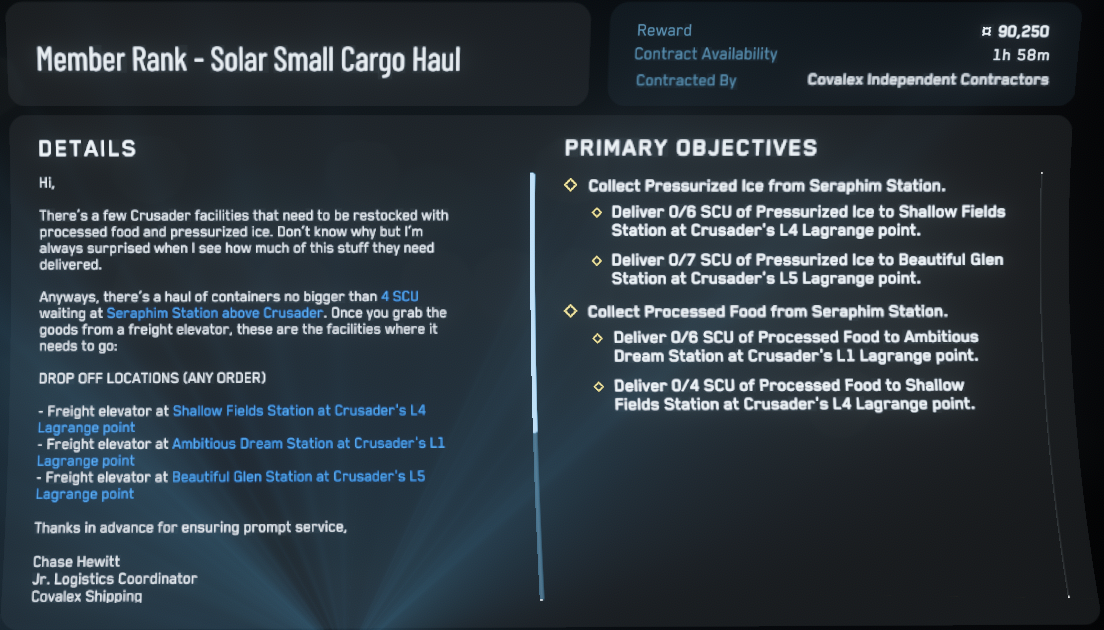 Member Rank - Solar Small Cargo Haul
Reward
¤ 90,250
Contract Availability
1h 58m
Contracted By
Covalex Independent Contractors
DETAILS
Hi,
There's a few Crusader facilities that need to be restocked with
processed food and pressurized ice. Don't know why but I'm
always surprised when I see how much of this stuff they need
delivered.
Anyways, there's a haul of containers no bigger than 4 SCU
waiting at Seraphim Station above Crusader. Once you grab the
goods from a freight elevator, these are the facilities where it
needs to go:
DROP OFF LOCATIONS (ANY ORDER)
- Freight elevator at Shallow Fields Station at Crusader's L4
Lagrange point
- Freight elevator at Ambitious Dream Station at Crusader's L1
Lagrange point
- Freight elevator at Beautiful Glen Station at Crusader's L5
Lagrange point
Thanks in advance for ensuring prompt service,
Chase Hewitt
Jr. Logistics Coordinator
Covalex Shipping
PRIMARY OBJECTIVES
Collect Pressurized Ice from Seraphim Station.
Deliver 0/6 SCU of Pressurized Ice to Shallow Fields
Station at Crusader's L4 Lagrange point.
Deliver 0/7 SCU of Pressurized Ice to Beautiful Glen
Station at Crusader's L5 Lagrange point.
Collect Processed Food from Seraphim Station.
Deliver 0/6 SCU of Processed Food to Ambitious
Dream Station at Crusader's L1 Lagrange point.
Deliver 0/4 SCU of Processed Food to Shallow
Fields Station at Crusader's L4 Lagrange point.